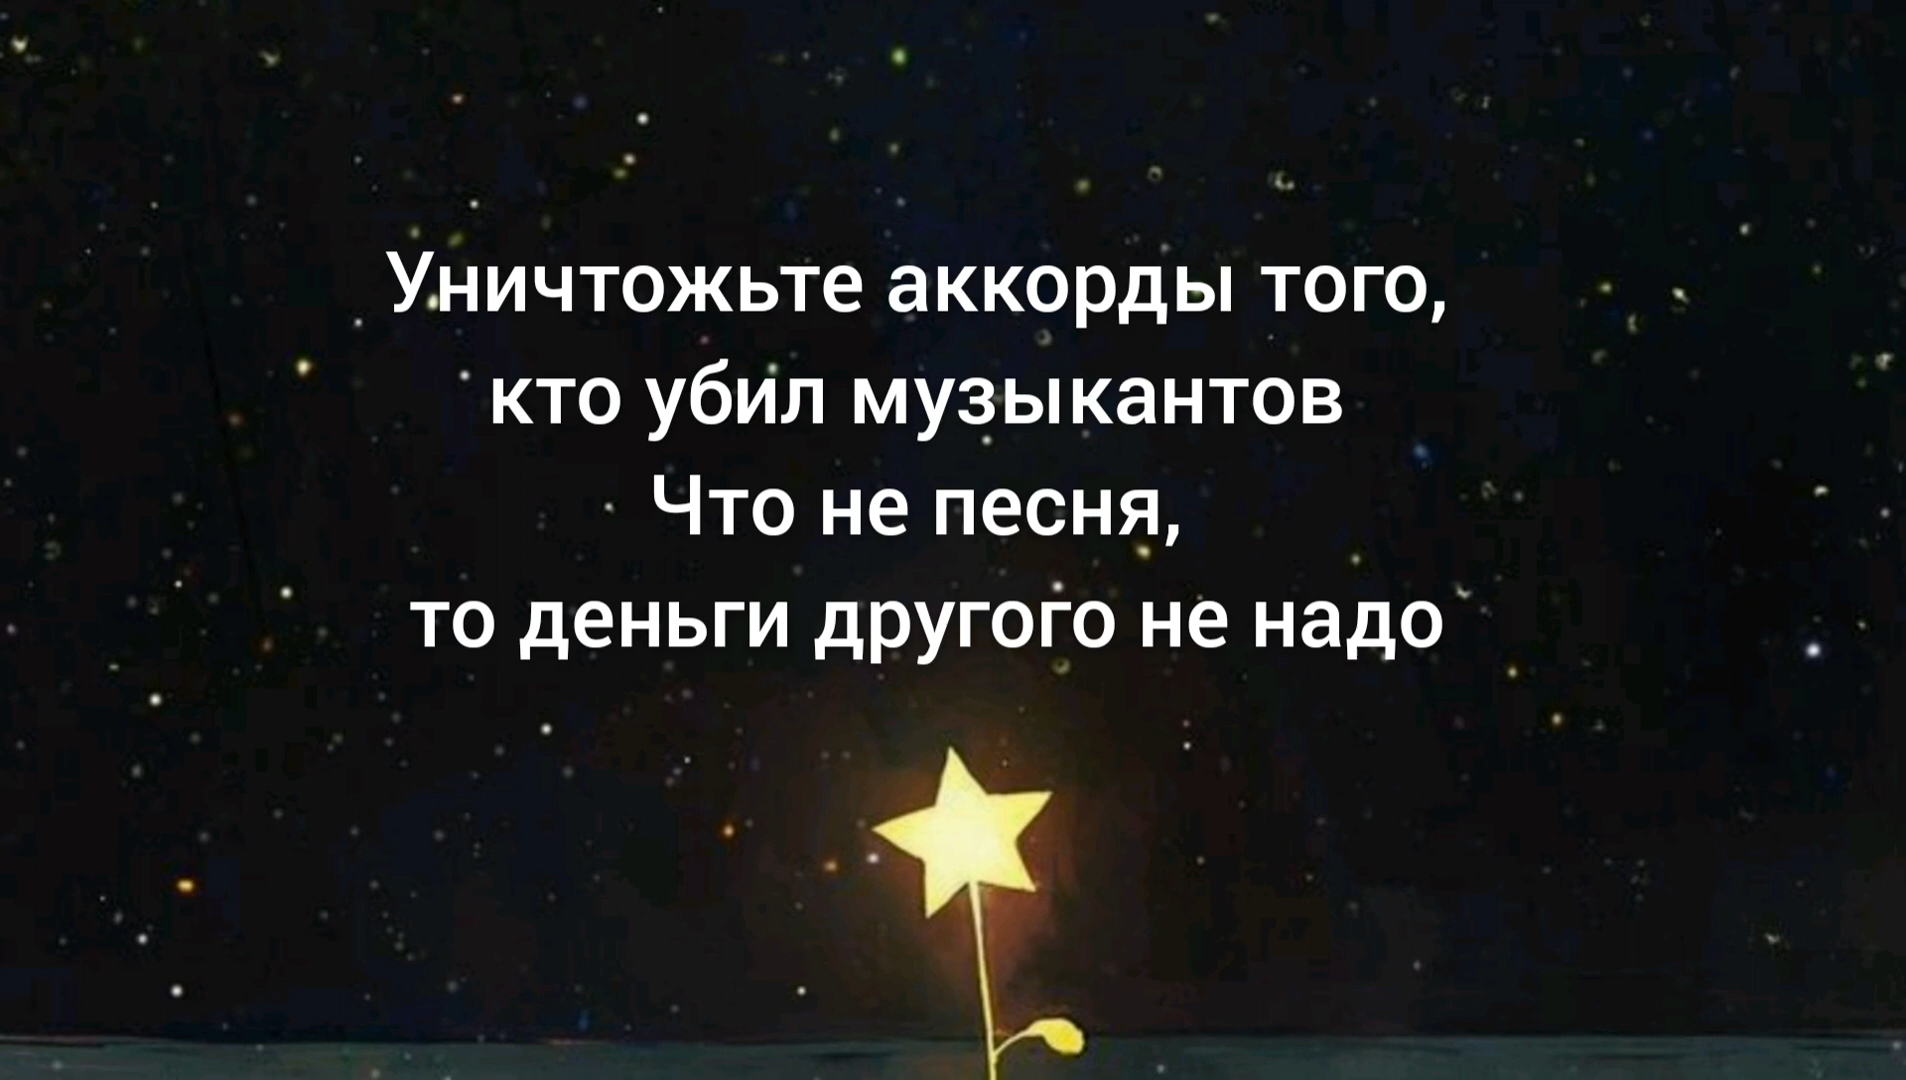 Уничтожьте аккорды того,
кто убил музыкантов
Что не песня,
то деньги другого не надо